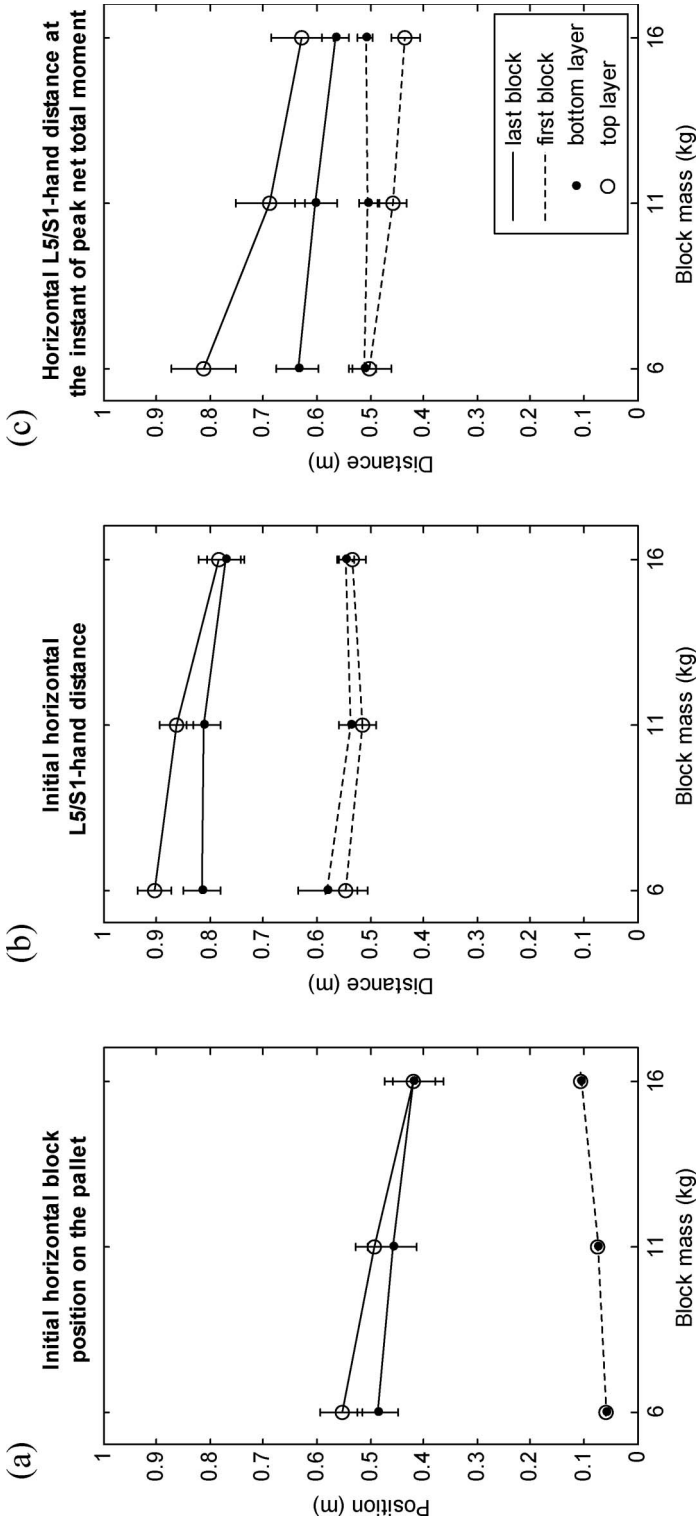 (a)
Initial horizontal block
position on the pallet
Position (m)
1
0.9
0.8
0.7
0.6
0.5
0.4
0.3
0.2
0.1
0
6
11
16
Block mass (kg)
(b)
Initial horizontal
L5/S1-hand distance
Distance (m)
1
0.9
0.8
0.7
0.6
0.5
0.4
0.3
0.2
0.1
0
6
11
16
Block mass (kg)
(c)
Horizontal L5/S1-hand distance at
the instant of peak net total moment
Distance (m)
1
0.9
0.8
0.7
0.6
0.5
0.4
0.3
0.2
0.1
0
6
11
16
Block mass (kg)
last block
first block
bottom layer
top layer